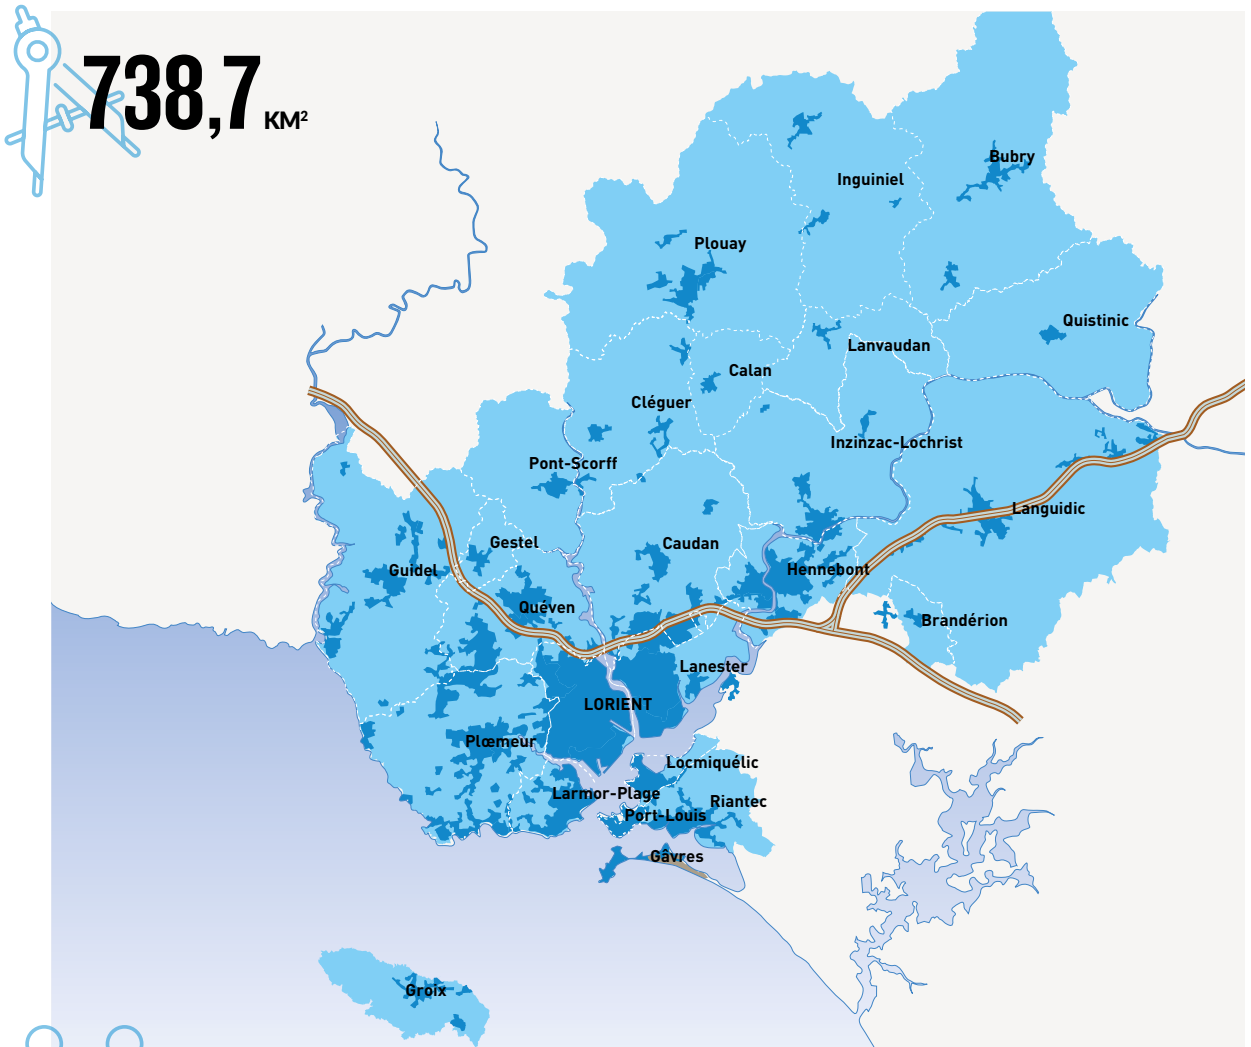 738,7 KM²
Bubry
Inguiniel
Plouay
Quistinic
Lanvaudan
Calan
Cléguer
Inzinzac-Lochrist
Pont-Scorff
Languidic
Gestel
Caudan
Guidel
Hennebont
Quéven
Brandérion
Lanester
LORIENT
Plœmeur
Locmiquélic
Larmor-Plage
Riantec
Port-Louis
Gâvres
Groix